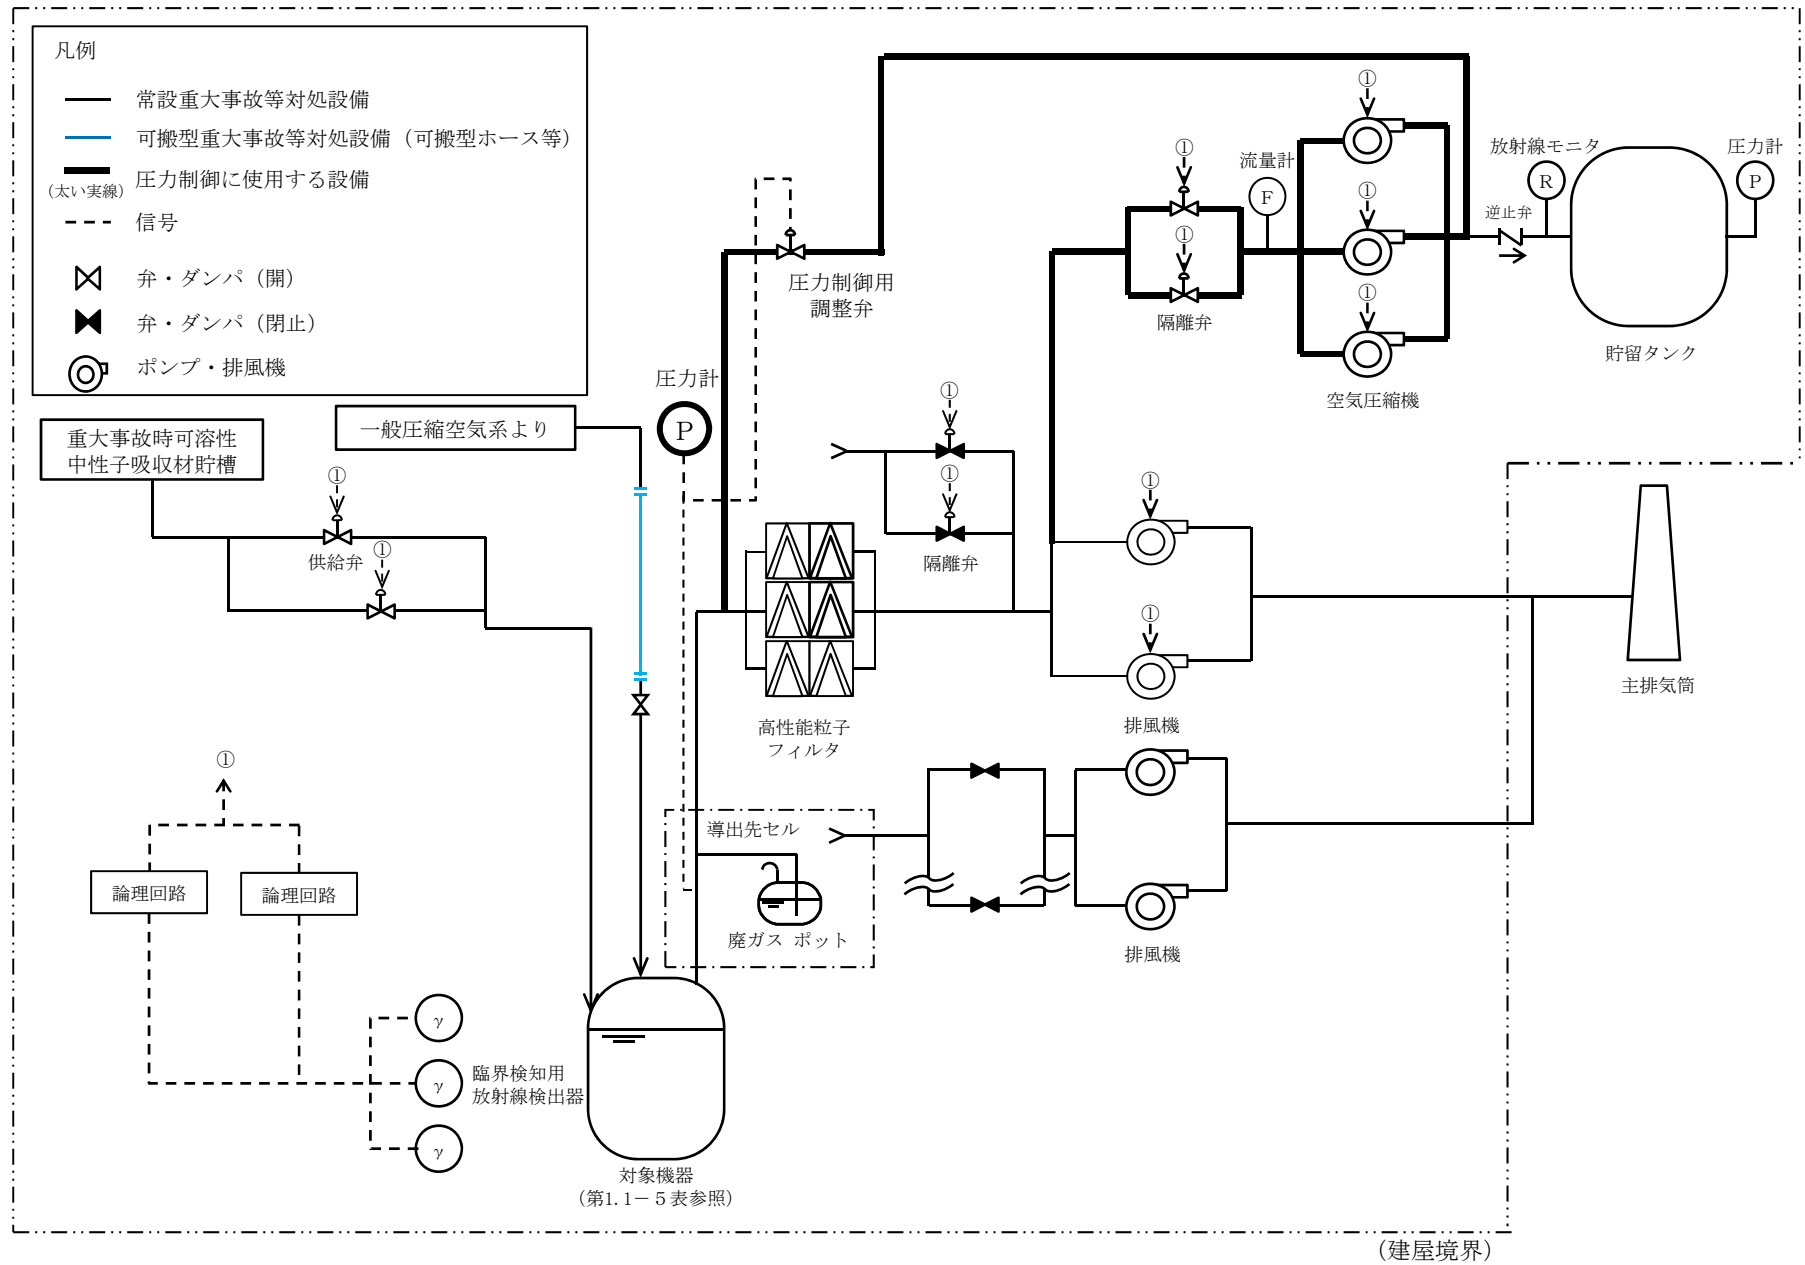 凡例
常設重大事故等対処設備
可搬型重大事故等対処設備（可搬型ホース等）
圧力制御に使用する設備
（太い実線）
信号
弁・ダンパ（開）
弁・ダンパ（閉止）
ポンプ・排風機
重大事故時可溶性
中性子吸収材貯槽
一般圧縮空気系より
①
供給弁
①
圧力計
P
圧力制御用
調整弁
①
①
隔離弁
流量計
F
①
①
①
空気圧縮機
放射線モニタ
R
逆止弁
圧力計
P
貯留タンク
①
①
隔離弁
高性能粒子
フィルタ
①
①
排風機
主排気筒
導出先セル
廃ガス ポット
排風機
①
論理回路
論理回路
γ
γ
γ
臨界検知用
放射線検出器
対象機器
（第1.1－５表参照）
（建屋境界）